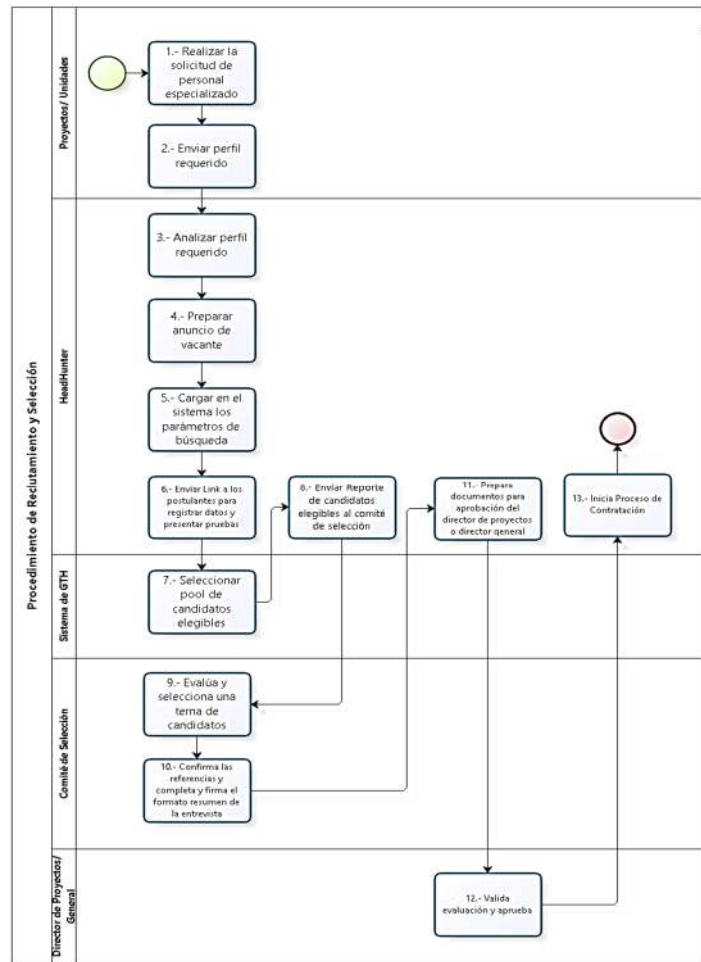 Procedimiento de Reclutamiento y Selección
Proyectos/ Unidades
1.- Realizar la
solicitud de
personal
especializado
2.- Enviar perfil
requerido
HeadHunter
3.- Analizar perfil
requerido
4.- Preparar
anuncio de
vacante
5.- Cargar en el
sistema los
parámetros de
búsqueda
6.- Enviar Link a los
postulantes para
registrar datos y
presentar pruebas
8.- Enviar Reporte
de candidatos
elegibles al comité
de selección
11.- Prepara
documentos para
aprobación del
director de proyectos
o director general
13.- Inicia Proceso de
Contratación
Sistema de GTH
7.- Seleccionar
pool de
candidatos
elegibles
Comité de Selección
9.- Evalúa y
selecciona una
terna de
candidatos
10.- Confirma las
referencias y
completa y firma el
formato resumen de
la entrevista
Director de Proyectos/
General
12.- Valida
evaluación y aprueba